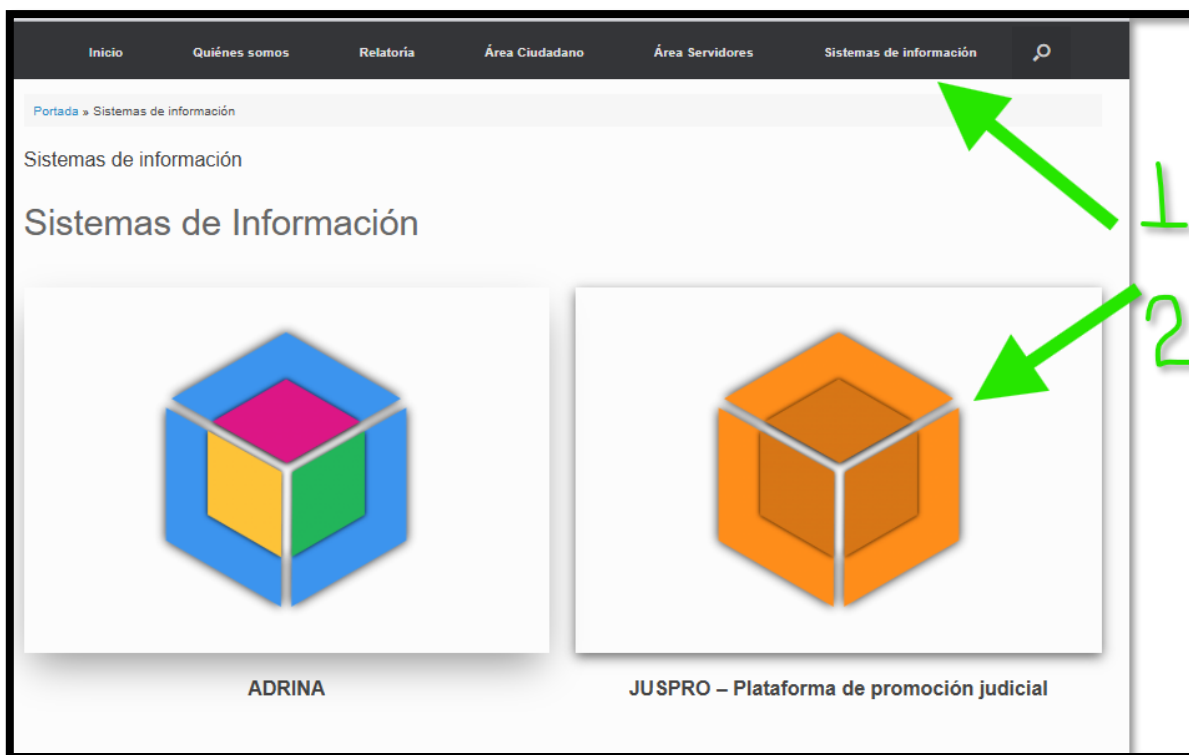 Inicio Quiénes somos Relatoría Área Ciudadano Área Servidores Sistemas de información
Portada » Sistemas de información
Sistemas de información
Sistemas de Información
1
2
ADRINA JUSPRO – Plataforma de promoción judicial